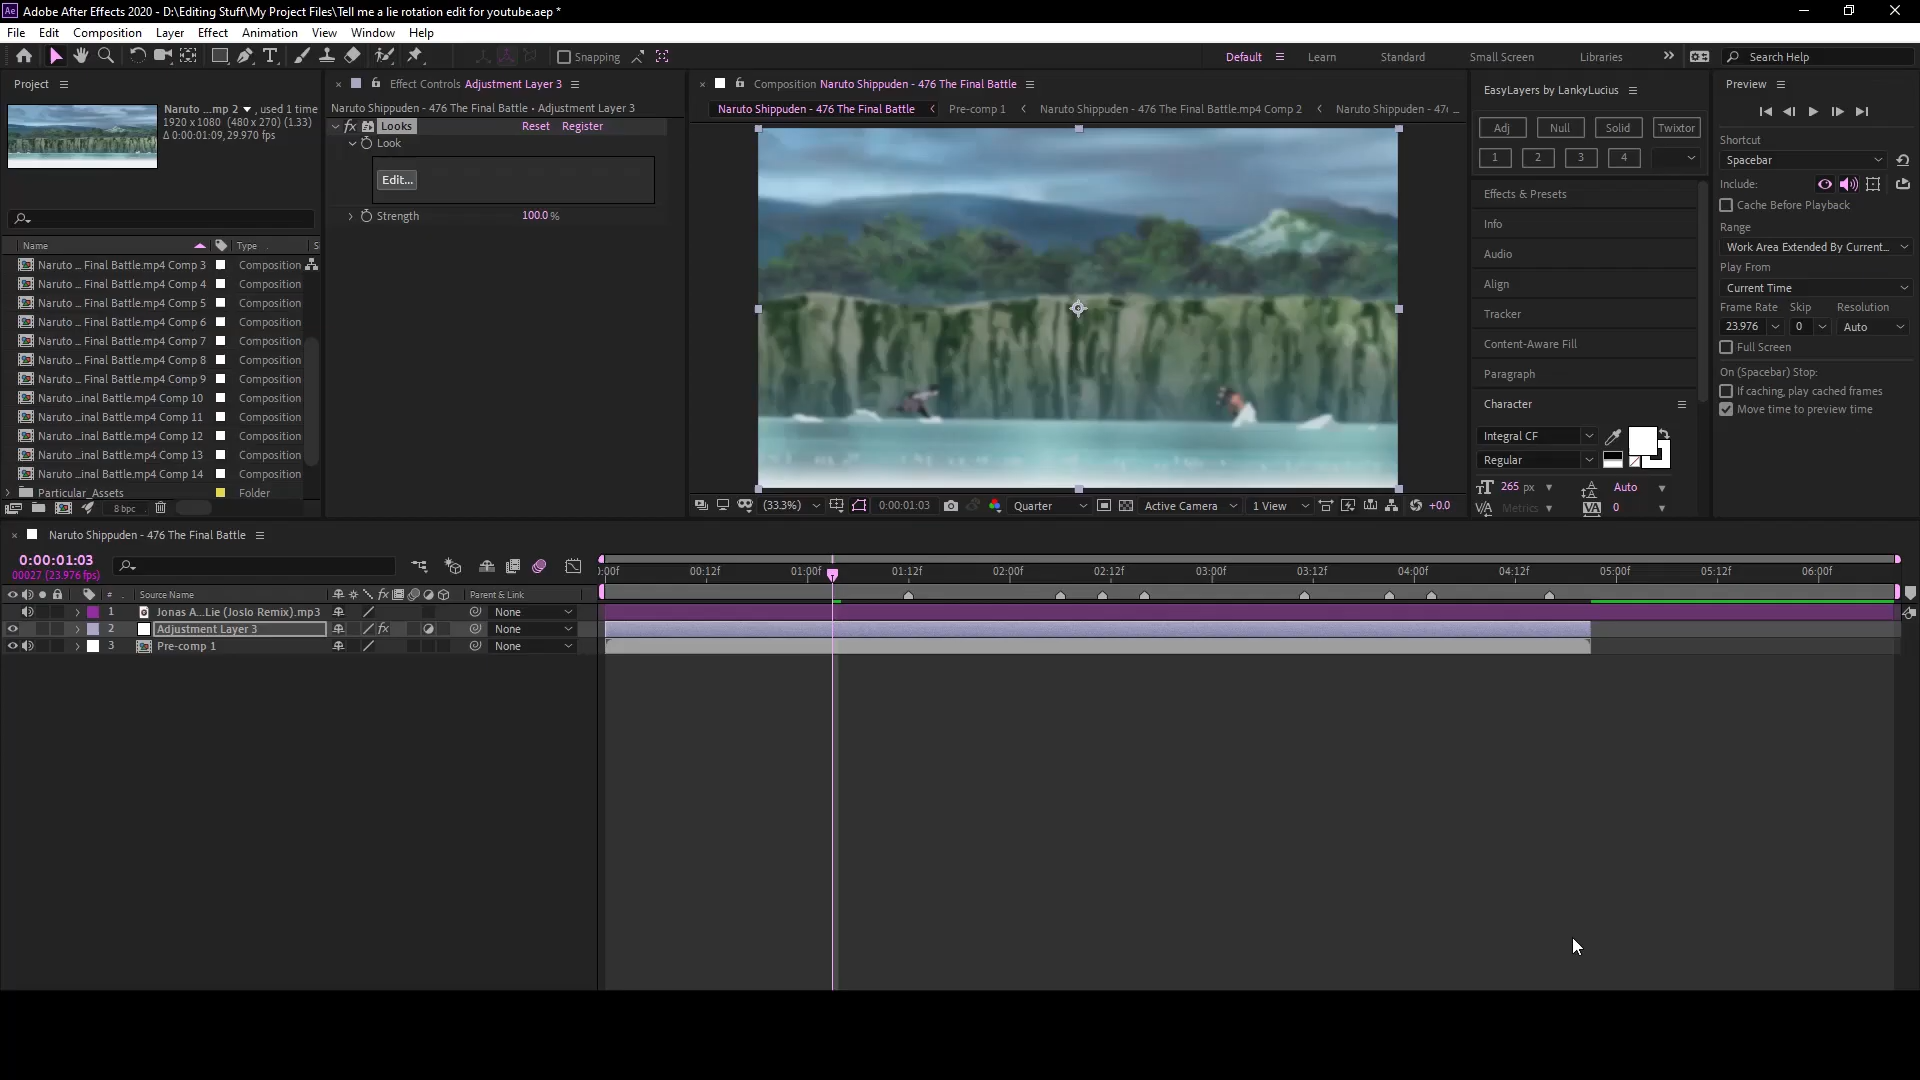 Adobe After Effects 2020 - D:\Editing Stuff\My Project Files\Tell me a lie rotation edit for youtube.aep *
File Edit Composition Layer Effect Animation View Window Help
Snapping
Default Learn Standard Small Screen Libraries Search Help
Project
Naruto ...mp 2 , used 1 time
1920 x 1080 (480 x 270) (1.33)
Δ 0:00:01:09, 29.970 fps
Name Type S
Naruto ... Final Battle.mp4 Comp 3 Composition
Naruto ... Final Battle.mp4 Comp 4 Composition
Naruto ... Final Battle.mp4 Comp 5 Composition
Naruto ... Final Battle.mp4 Comp 6 Composition
Naruto ... Final Battle.mp4 Comp 7 Composition
Naruto ... Final Battle.mp4 Comp 8 Composition
Naruto ... Final Battle.mp4 Comp 9 Composition
Naruto ...inal Battle.mp4 Comp 10 Composition
Naruto ...inal Battle.mp4 Comp 11 Composition
Naruto ...inal Battle.mp4 Comp 12 Composition
Naruto ...inal Battle.mp4 Comp 13 Composition
Naruto ...inal Battle.mp4 Comp 14 Composition
Particular_Assets Folder
8 bpc
Effect Controls Adjustment Layer 3
Naruto Shippuden - 476 The Final Battle • Adjustment Layer 3
fx Looks Reset Register
Look
Edit...
Strength 100.0 %
Composition Naruto Shippuden - 476 The Final Battle
Naruto Shippuden - 476 The Final Battle Pre-comp 1 Naruto Shippuden - 476 The Final Battle.mp4 Comp 2 Naruto Shippuden - 476 ...
(33.3%) 0:00:01:03 Quarter Active Camera 1 View +0.0
EasyLayers by LankyLucius
Adj Null Solid Twixtor
1 2 3 4
Effects & Presets
Info
Audio
Align
Tracker
Content-Aware Fill
Paragraph
Character
Integral CF
Regular
265 px Auto
Metrics 0
Preview
Shortcut
Spacebar
Include:
Cache Before Playback
Range
Work Area Extended By Current...
Play From
Current Time
Frame Rate Skip Resolution
23.976 0 Auto
Full Screen
On (Spacebar) Stop:
If caching, play cached frames
Move time to preview time
Naruto Shippuden - 476 The Final Battle
0:00:01:03
00027 (23.976 fps)
# Source Name fx Parent & Link
:00f 00:12f 01:00f 01:12f 02:00f 02:12f 03:00f 03:12f 04:00f 04:12f 05:00f 05:12f 06:00f
1 Jonas A...Lie (Joslo Remix).mp3 None
2 Adjustment Layer 3 fx None
3 Pre-comp 1 None